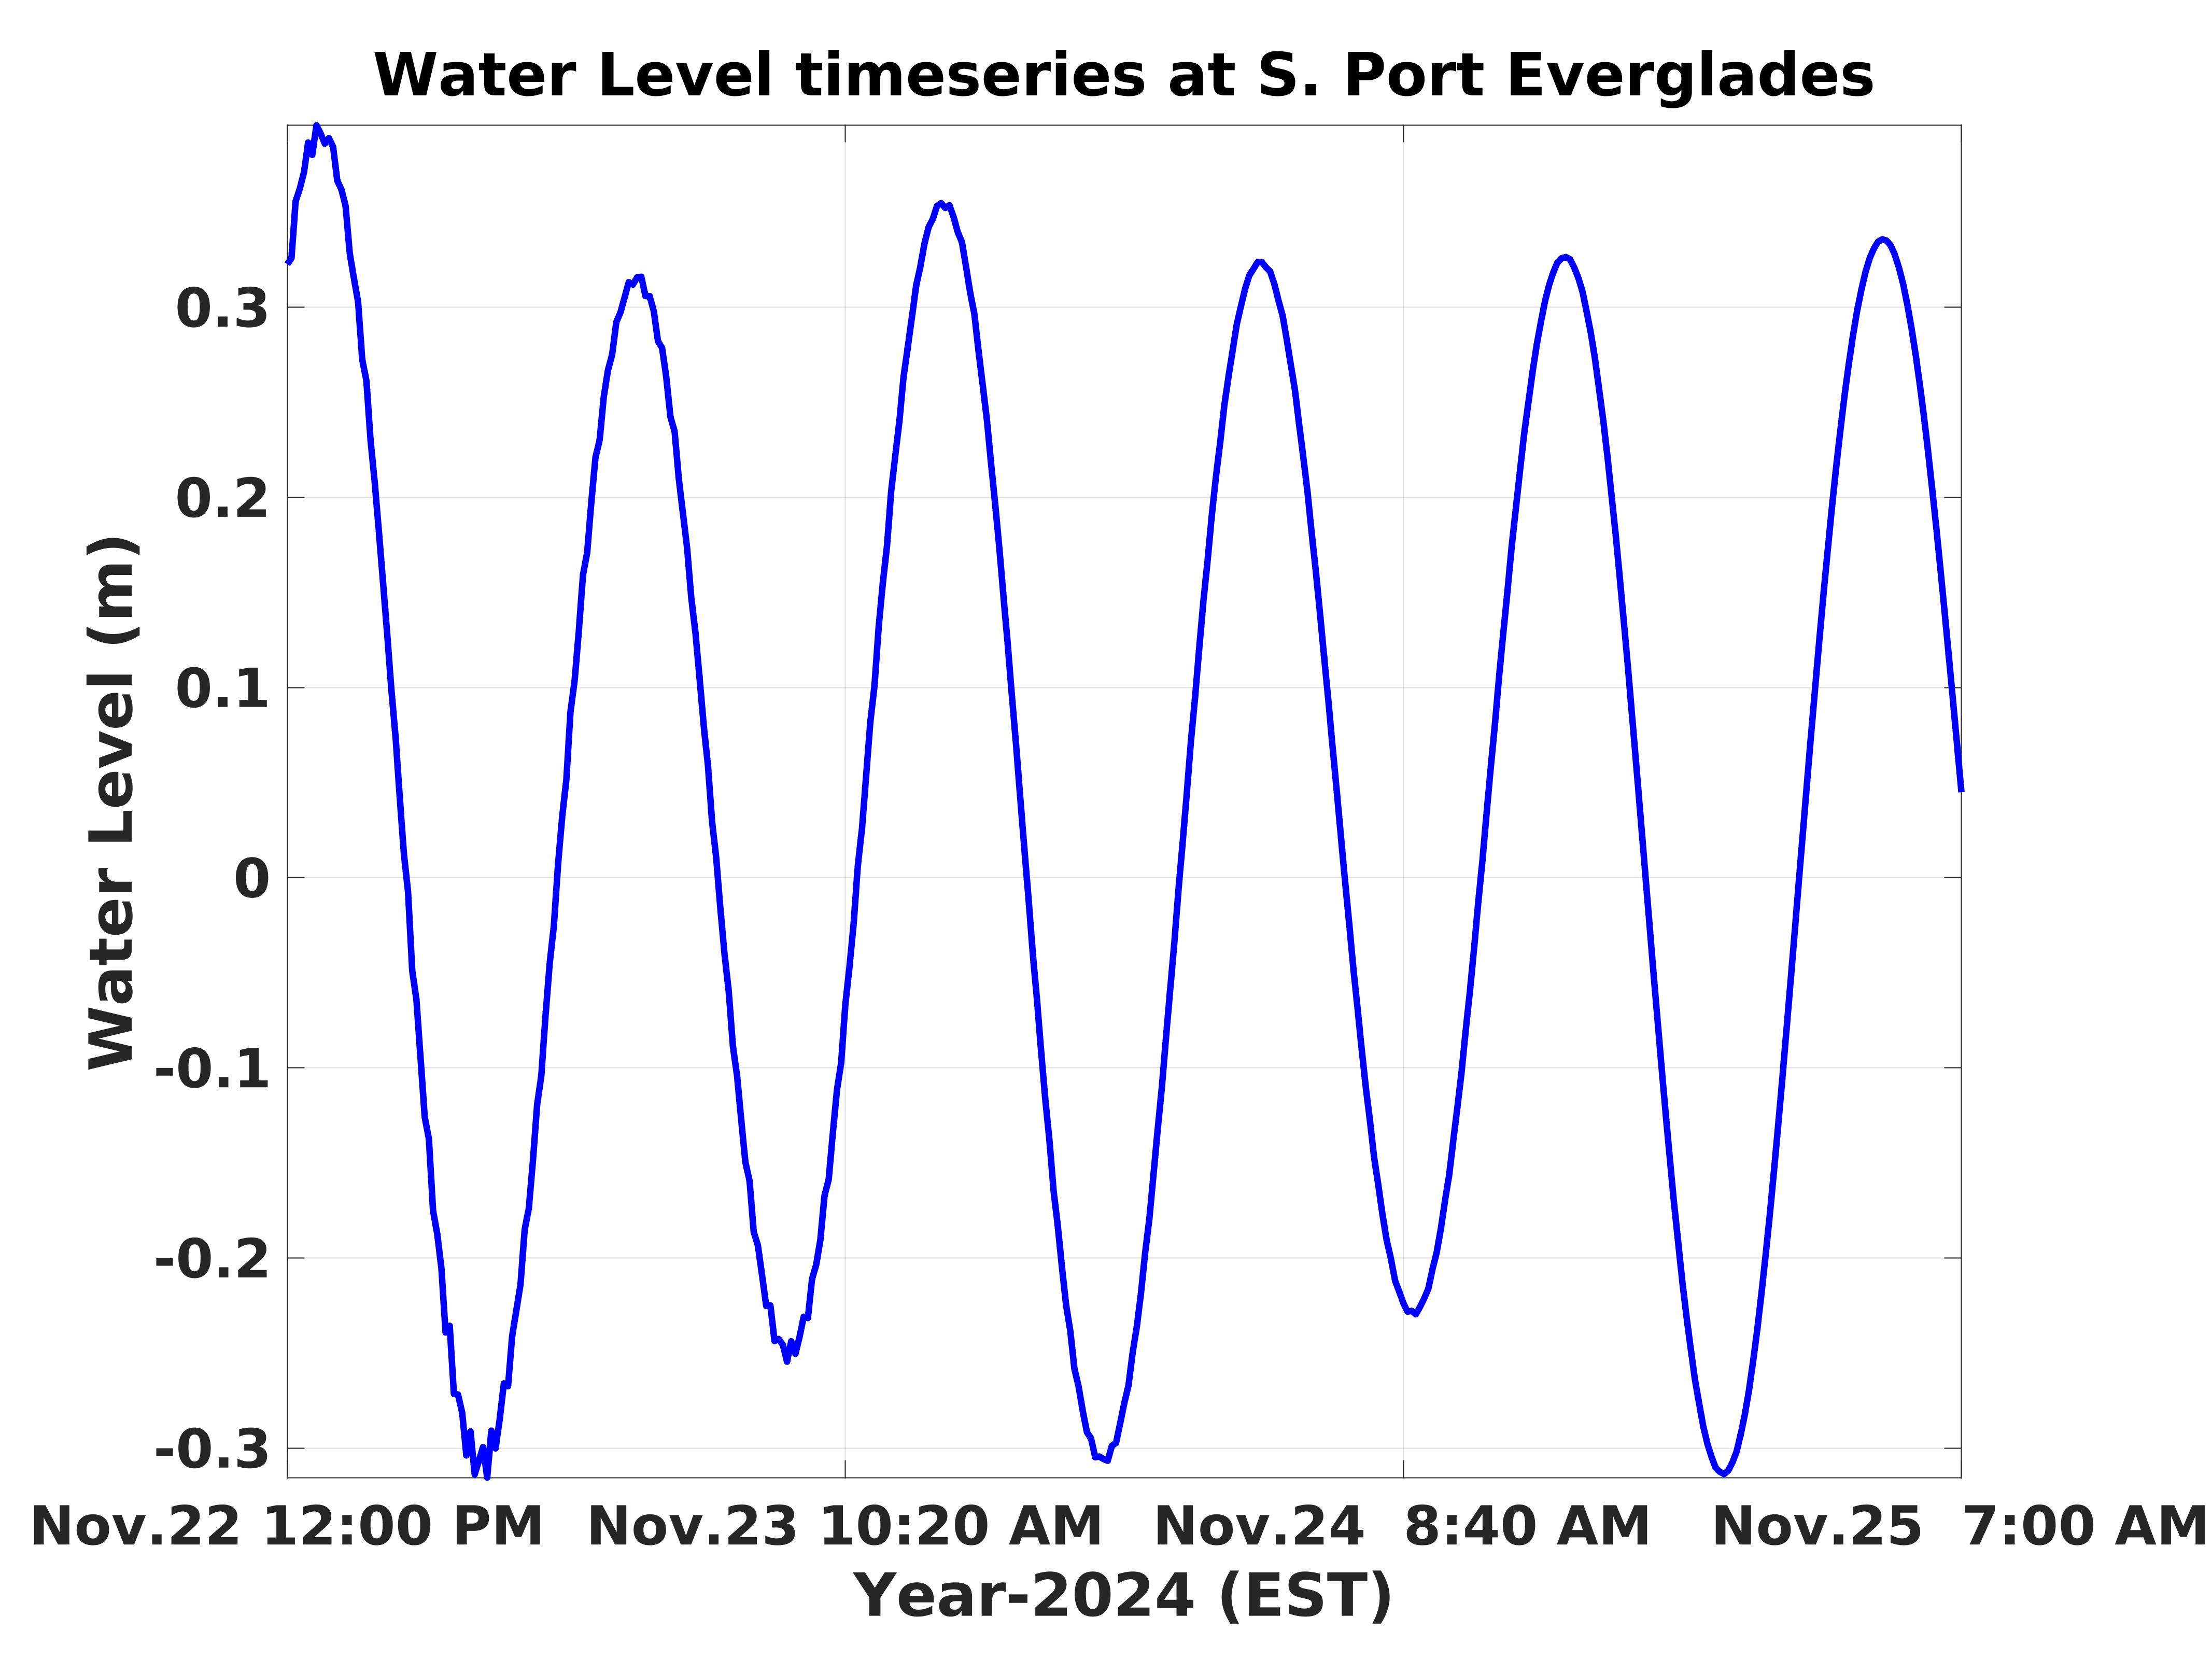 Water Level timeseries at S. Port Everglades
Water Level (m)
0.3
0.2
0.1
0
-0.1
-0.2
-0.3
Nov.22 12:00 PM Nov.23 10:20 AM Nov.24 8:40 AM Nov.25 7:00 AM
Year-2024 (EST)